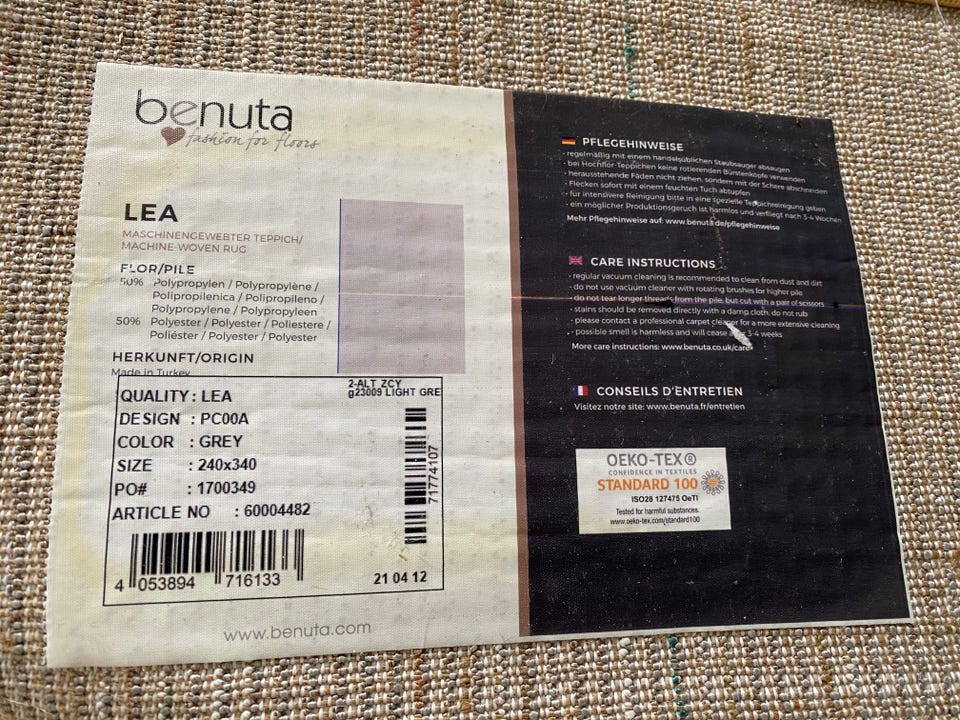 benuta
fashion for floors
LEA
MASCHINENGEWEBTER TEPPICH/
MACHINE-WOVEN RUG
FLOR/PILE
50% Polypropylen / Polypropylène /
Polipropilenica / Polipropileno /
Polypropylene / Polypropyleen
50% Polyester / Polyester / Poliestere /
Poliéster / Polyester / Polyester
HERKUNFT/ORIGIN
Made in Turkey
QUALITY : LEA
DESIGN : PC00A
COLOR : GREY
SIZE : 240x340
PO# : 1700349
ARTICLE NO : 60004482
2-ALT ZCY
g23009 LIGHT GRE
71774107
4 053894 716133
21 04 12
www.benuta.com
PFLEGEHINWEISE
· regelmäßig mit einem handelsüblichen Staubsauger absaugen
· bei Hochflor-Teppichen keine rotierenden Bürstenköpfe verwenden
· herausstehende Fäden nicht ziehen, sondern mit der Schere abschneiden
· Flecken sofort mit einem feuchten Tuch abtupfen
· für intensivere Reinigung bitte in eine spezielle Teppichreinigung geben
· ein möglicher Produktionsgeruch ist harmlos und verfliegt nach 3-4 Wochen
Mehr Pflegehinweise auf: www.benuta.de/pflegehinweise
CARE INSTRUCTIONS
· regular vacuum cleaning is recommended to clean from dust and dirt
· do not use vacuum cleaner with rotating brushes for higher pile
· do not tear longer threads from the pile, but cut with a pair of scissors
· stains should be removed directly with a damp cloth, do not rub
· please contact a professional carpet cleaner for a more extensive cleaning
· possible smell is harmless and will cease 3-4 weeks
More care instructions: www.benuta.co.uk/care
CONSEILS D'ENTRETIEN
Visitez notre site: www.benuta.fr/entretien
OEKO-TEX®
CONFIDENCE IN TEXTILES
STANDARD 100
ISO28 127475 OeTI
Tested for harmful substances.
www.oeko-tex.com/standard100